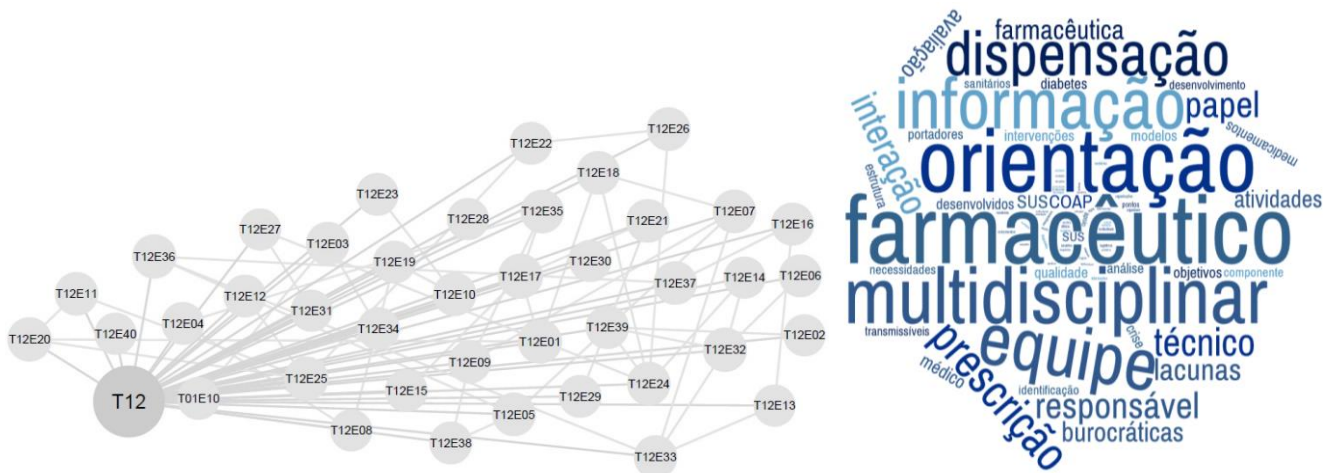 T12E26
T12E22
T12E18
T12E23
T12E28
T12E35
T12E21
T12E07
T12E16
T12E27
T12E03
T12E36
T12E19
T12E17
T12E30
T12E37
T12E14
T12E06
T12E11
T12E12
T12E10
T12E31
T12E20
T12E40
T12E04
T12E34
T12E01
T12E39
T12E02
T12E32
T12E09
T12E25
T12E15
T12E24
T12
T01E10
T12E29
T12E13
T12E05
T12E08
T12E38
T12E33
avaliação
farmacêutica
dispensação
sanitários
diabetes
desenvolvimento
informação
papel
interação
portadores
intervenções
modelos
medicamentos
orientação
estrutura
desenvolvidos
SUS
COAP
pontos
atividades
farmacêutico
SUS
necessidades
qualidade
análise
objetivos
componente
multidisciplinar
transmissíveis
prescrição
equipe
crise
técnico
médico
lacunas
identificação
responsável
burocráticas